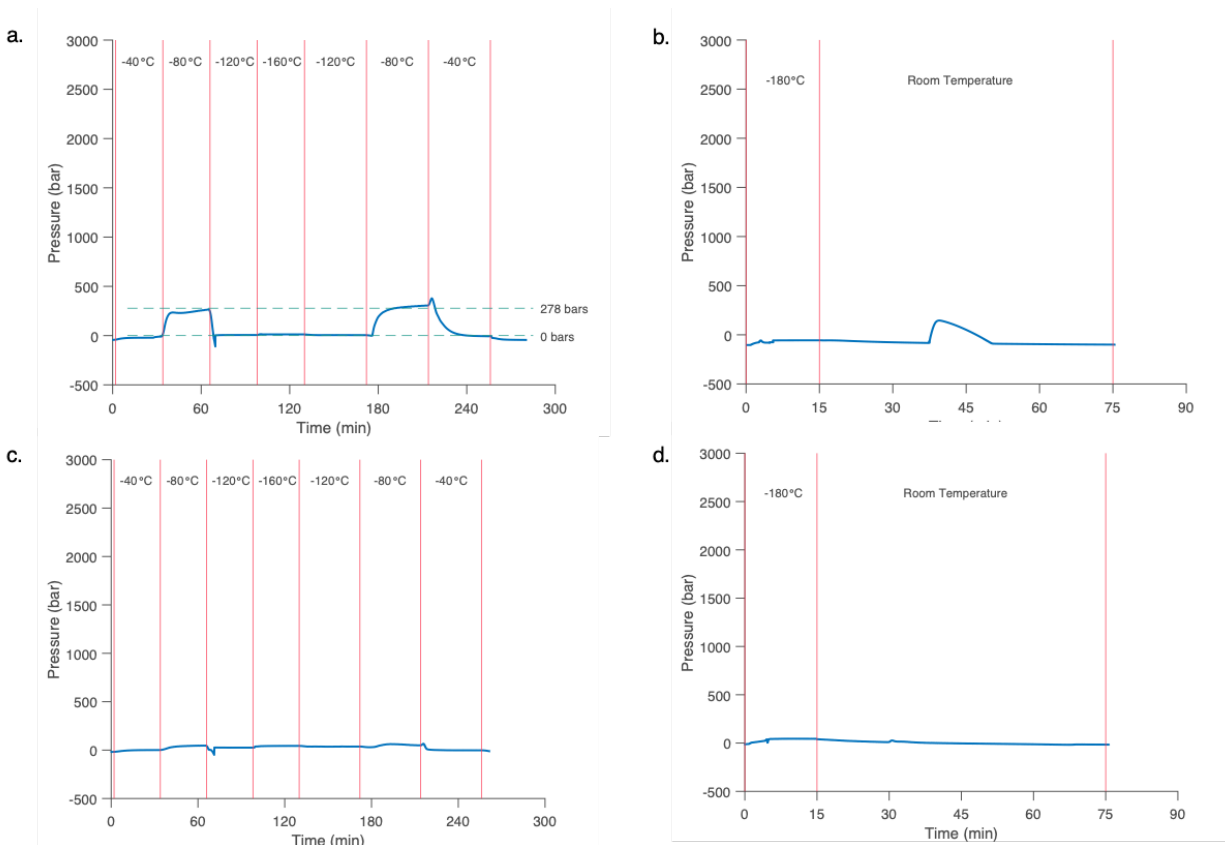 a.
3000
2500
2000
1500
1000
500
0
-500
Pressure (bar)
-40°C -80°C -120°C -160°C -120°C -80°C -40°C
278 bars
0 bars
0 60 120 180 240 300
Time (min)
b.
3000
2500
2000
1500
1000
500
0
-500
Pressure (bar)
-180°C Room Temperature
0 15 30 45 60 75 90
c.
3000
2500
2000
1500
1000
500
0
-500
Pressure (bar)
-40°C -80°C -120°C -160°C -120°C -80°C -40°C
0 60 120 180 240 300
Time (min)
d.
3000
2500
2000
1500
1000
500
0
-500
Pressure (bar)
-180°C Room Temperature
0 15 30 45 60 75 90
Time (min)